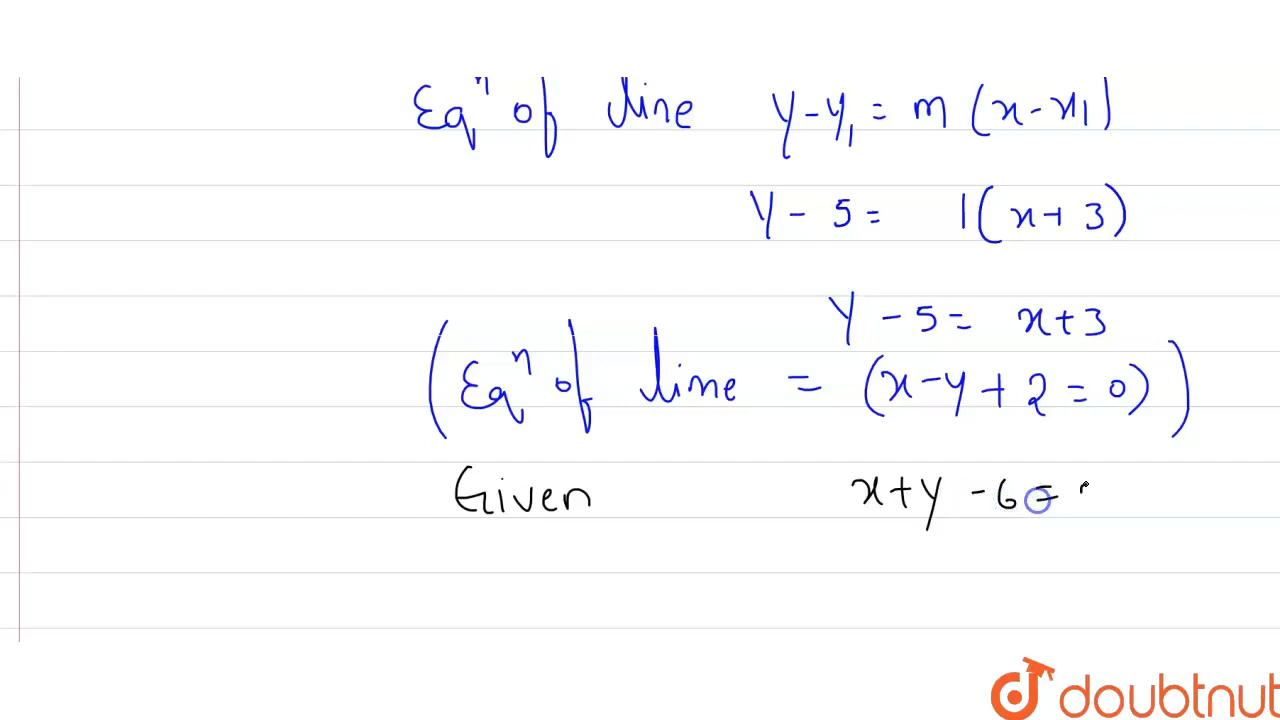 Eqⁿ of line y-y₁ = m (x-x₁)
y - 5 = 1(x+3)
y - 5 = x+3
(Eqⁿ of line = (x-y+2=0))
Given x+y -6 =
doubtnut